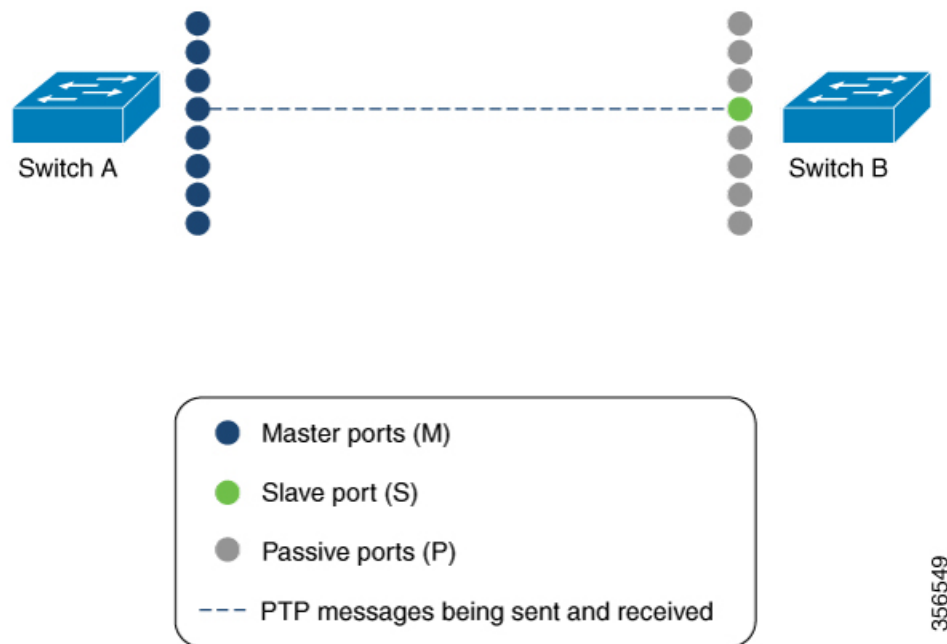 Switch A
Switch B
Master ports (M)
Slave port (S)
Passive ports (P)
PTP messages being sent and received
356549